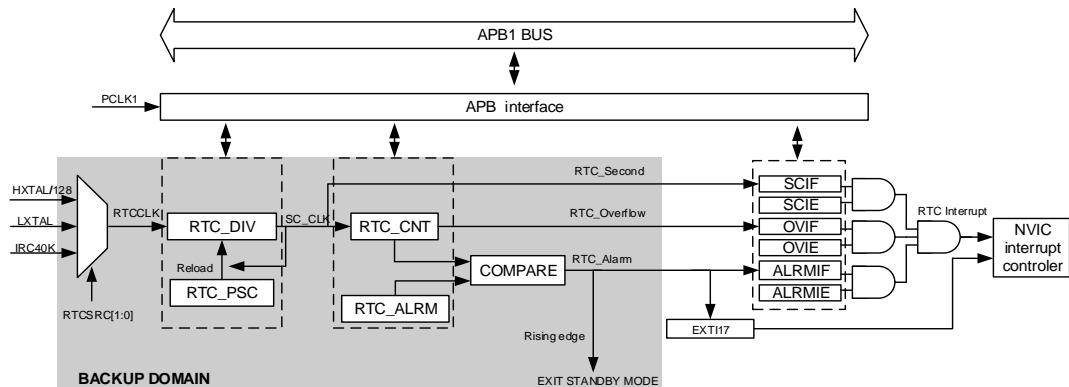 APB1 BUS
PCLK1
APB interface
HXTAL/128
LXTAL
IRC40K
RTCSRC[1:0]
RTCCLK
RTC_DIV
Reload
RTC_PSC
SC_CLK
RTC_CNT
RTC_ALRM
COMPARE
RTC_Second
RTC_Overflow
RTC_Alarm
Rising edge
EXIT STANDBY MODE
BACKUP DOMAIN
SCIF
SCIE
OVIF
OVIE
ALRMIF
ALRMIE
EXTI17
RTC Interrupt
NVIC
interrupt
controler